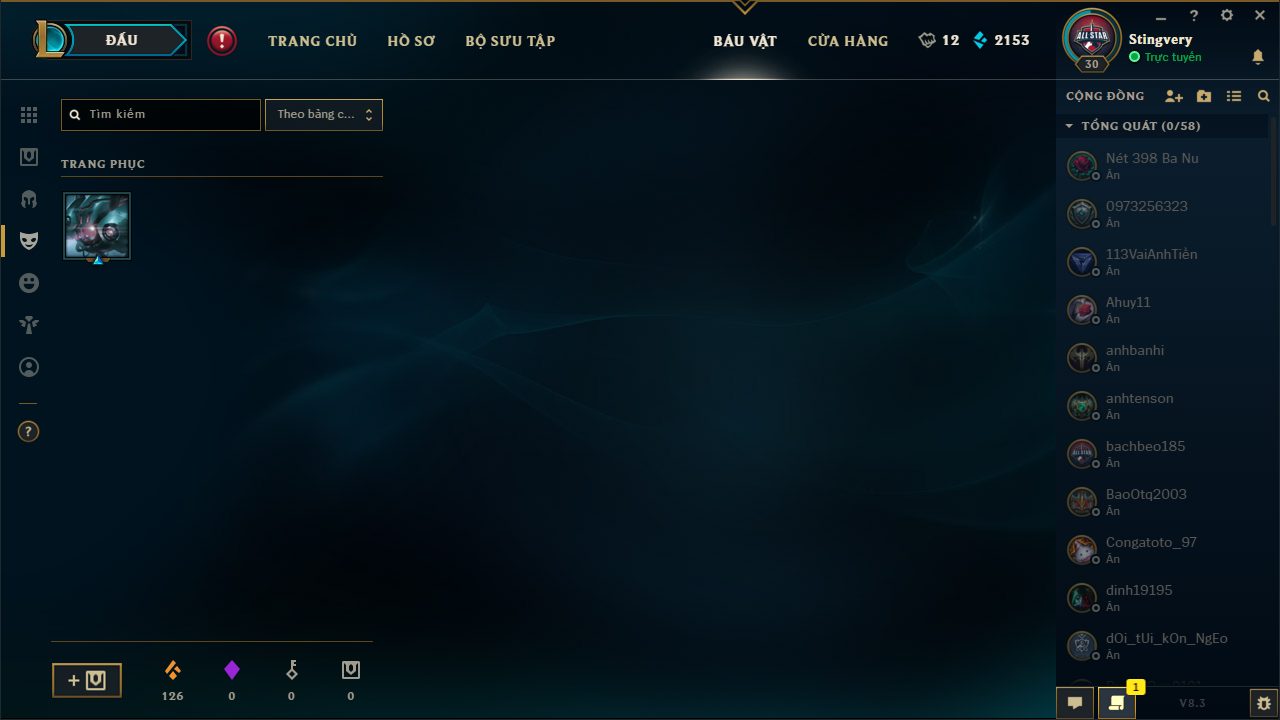 ĐẤU
TRANG CHỦ
HỒ SƠ
BỘ SƯU TẬP
BÁU VẬT
CỬA HÀNG
12
2153
ALL STAR
30
Stingvery
Trực tuyến
?
Tìm kiếm
Theo bảng c...
TRANG PHỤC
?
CỘNG ĐỒNG
TỔNG QUÁT (0/58)
Nét 398 Ba Nu
Ẩn
0973256323
Ẩn
113VaiAnhTiền
Ẩn
Ahuy11
Ẩn
anhbanhi
Ẩn
anhtenson
Ẩn
bachbeo185
Ẩn
BaoOtq2003
Ẩn
Congatoto_97
Ẩn
dinh19195
Ẩn
dOi_tUi_kOn_NgEo
Ẩn
126
0
0
0
1
V8.3